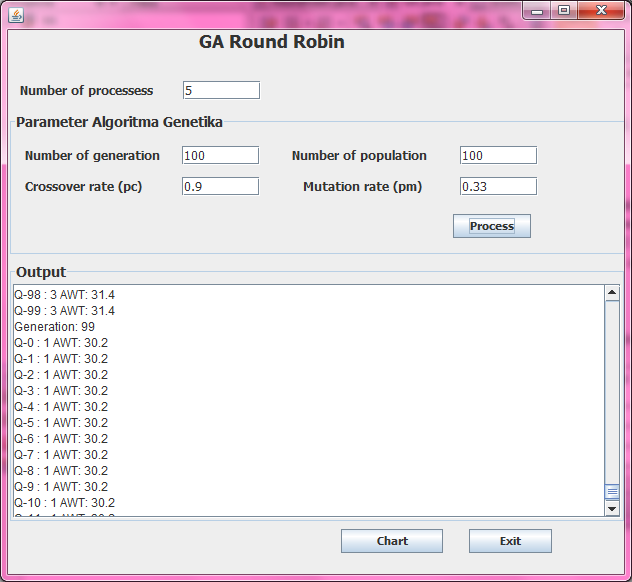 GA Round Robin
Number of processess 5
Parameter Algoritma Genetika
Number of generation 100 Number of population 100
Crossover rate (pc) 0.9 Mutation rate (pm) 0.33
Process
Output
Q-98 : 3 AWT: 31.4
Q-99 : 3 AWT: 31.4
Generation: 99
Q-0 : 1 AWT: 30.2
Q-1 : 1 AWT: 30.2
Q-2 : 1 AWT: 30.2
Q-3 : 1 AWT: 30.2
Q-4 : 1 AWT: 30.2
Q-5 : 1 AWT: 30.2
Q-6 : 1 AWT: 30.2
Q-7 : 1 AWT: 30.2
Q-8 : 1 AWT: 30.2
Q-9 : 1 AWT: 30.2
Q-10 : 1 AWT: 30.2
Chart Exit